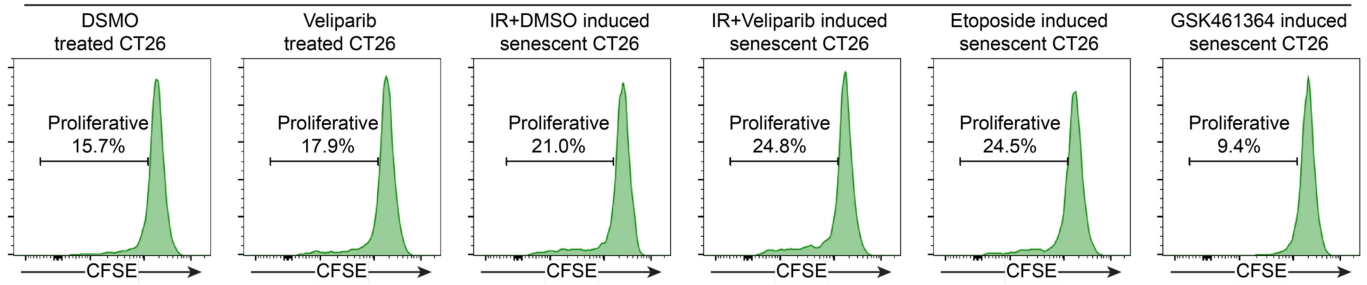 DSMO
treated CT26
Veliparib
treated CT26
IR+DMSO induced
senescent CT26
IR+Veliparib induced
senescent CT26
Etoposide induced
senescent CT26
GSK461364 induced
senescent CT26
Proliferative
15.7%
Proliferative
17.9%
Proliferative
21.0%
Proliferative
24.8%
Proliferative
24.5%
Proliferative
9.4%
CFSE
CFSE
CFSE
CFSE
CFSE
CFSE